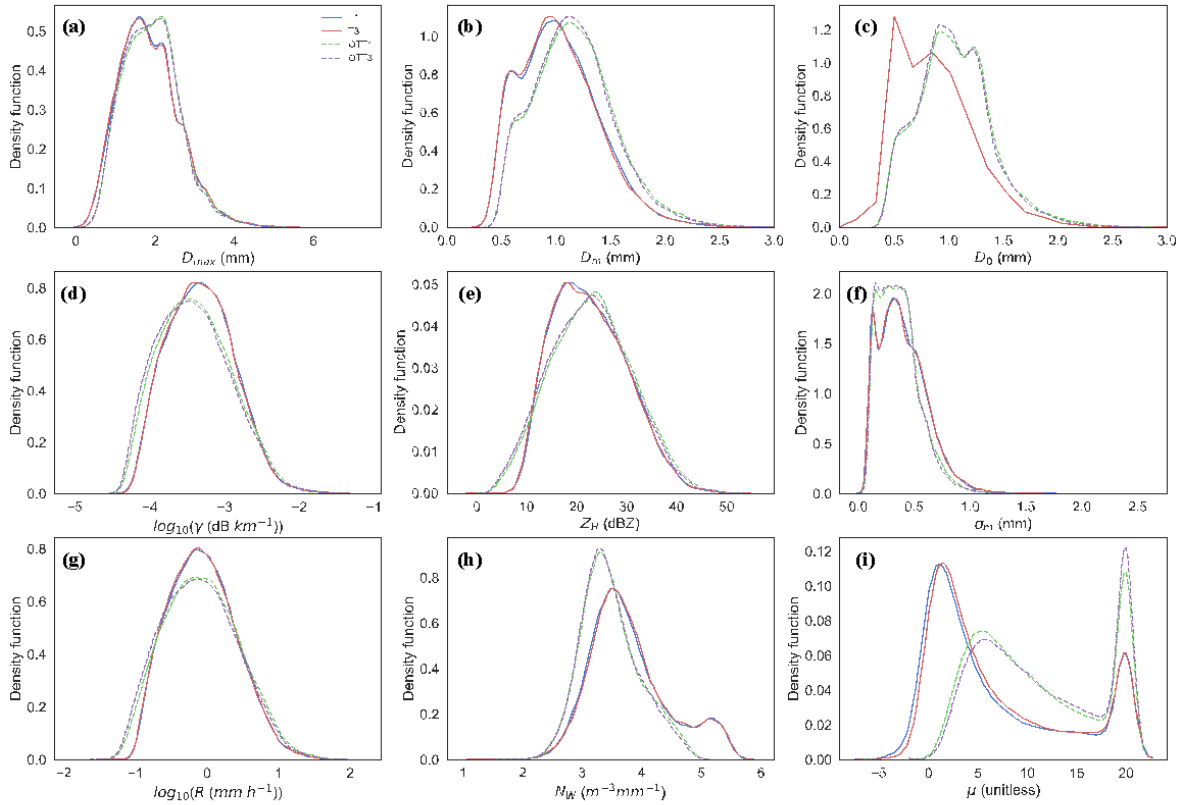 (a)
Density function
0.5
0.4
0.3
0.2
0.1
0.0
0 2 4 6
D_max (mm)
(b)
Density function
1.0
0.8
0.6
0.4
0.2
0.0
0.0 0.5 1.0 1.5 2.0 2.5 3.0
D_m (mm)
(c)
Density function
1.2
1.0
0.8
0.6
0.4
0.2
0.0
0.0 0.5 1.0 1.5 2.0 2.5 3.0
D_0 (mm)
(d)
Density function
0.8
0.6
0.4
0.2
0.0
−5 −4 −3 −2 −1
log_10(γ (dB km^−1))
(e)
Density function
0.05
0.04
0.03
0.02
0.01
0.00
0 10 20 30 40 50
Z_H (dBZ)
(f)
Density function
2.0
1.5
1.0
0.5
0.0
0.0 0.5 1.0 1.5 2.0 2.5
σ_m (mm)
(g)
Density function
0.8
0.6
0.4
0.2
0.0
−2 −1 0 1 2
log_10(R (mm h^−1))
(h)
Density function
0.8
0.6
0.4
0.2
0.0
1 2 3 4 5 6
N_W (m^−3mm^−1)
(i)
Density function
0.12
0.10
0.08
0.06
0.04
0.02
0.00
−5 0 5 10 15 20
μ (unitless)